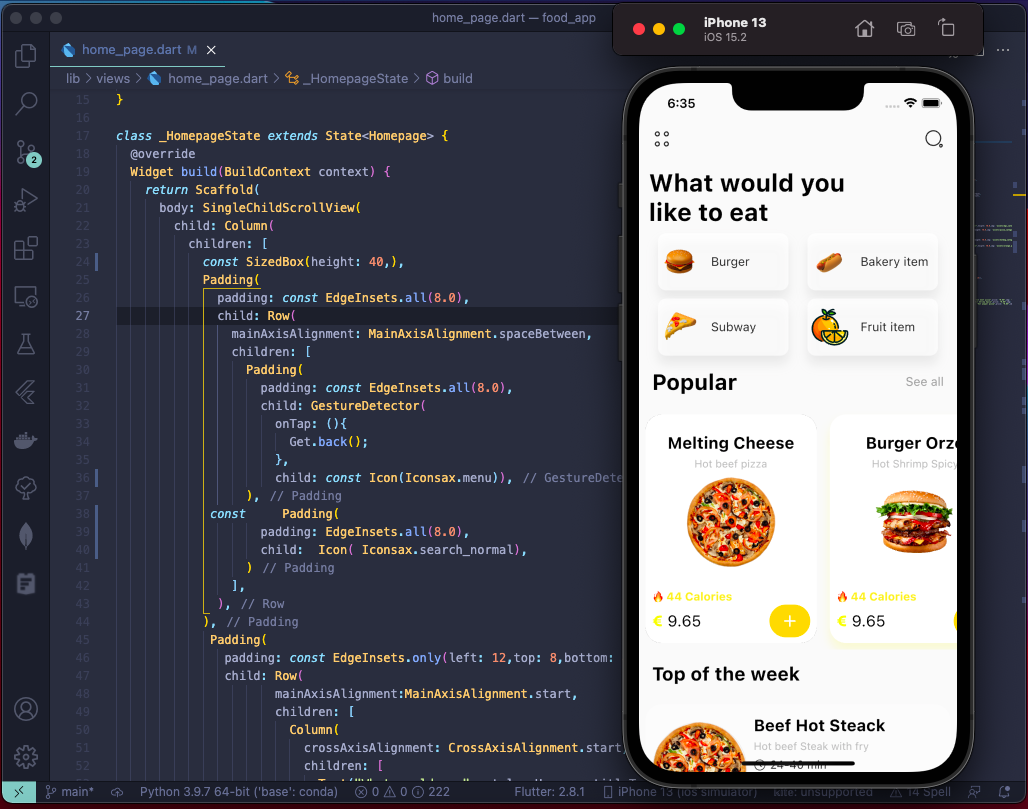 home_page.dart — food_app
home_page.dart M
lib > views > home_page.dart > _HomepageState > build
15 }
16
17 class _HomepageState extends State<Homepage> {
18 @override
19 Widget build(BuildContext context) {
20 return Scaffold(
21 body: SingleChildScrollView(
22 child: Column(
23 children: [
24 const SizedBox(height: 40,),
25 Padding(
26 padding: const EdgeInsets.all(8.0),
27 child: Row(
28 mainAxisAlignment: MainAxisAlignment.spaceBetween,
29 children: [
30 Padding(
31 padding: const EdgeInsets.all(8.0),
32 child: GestureDetector(
33 onTap: (){
34 Get.back();
35 },
36 child: const Icon(Iconsax.menu)), // GestureDete
37 ), // Padding
38 const Padding(
39 padding: EdgeInsets.all(8.0),
40 child: Icon( Iconsax.search_normal),
41 ) // Padding
42 ],
43 ), // Row
44 ), // Padding
45 Padding(
46 padding: const EdgeInsets.only(left: 12,top: 8,bottom:
47 child: Row(
48 mainAxisAlignment:MainAxisAlignment.start,
49 children: [
50 Column(
51 crossAxisAlignment: CrossAxisAlignment.start,
52 children: [
2
main*
Python 3.9.7 64-bit ('base': conda)
0 0 222
Flutter: 2.8.1
iPhone 13 (ios simulator)
kite: unsupported
14 Spell
iPhone 13
iOS 15.2
6:35
What would you
like to eat
Burger
Bakery item
Subway
Fruit item
Popular
See all
Melting Cheese
Hot beef pizza
44 Calories
€ 9.65
+
Burger Orz
Hot Shrimp Spicy
44 Calories
€ 9.65
Top of the week
Beef Hot Steack
Hot beef Steak with fry
24-40 min